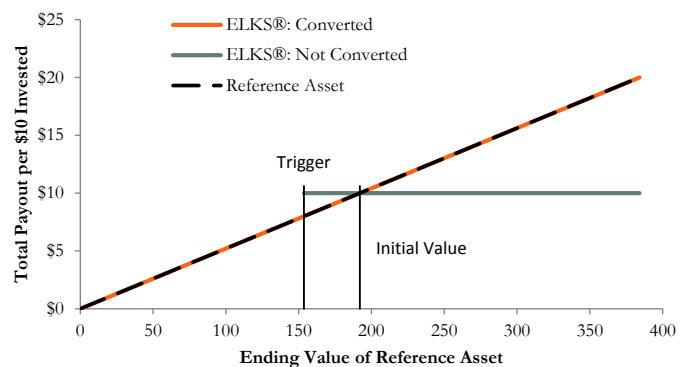 $25
ELKS®: Converted
ELKS®: Not Converted
Reference Asset
$20
$15
$10
$5
$0
Total Payout per $10 Invested
Trigger
Initial Value
0
50
100
150
200
250
300
350
400
Ending Value of Reference Asset